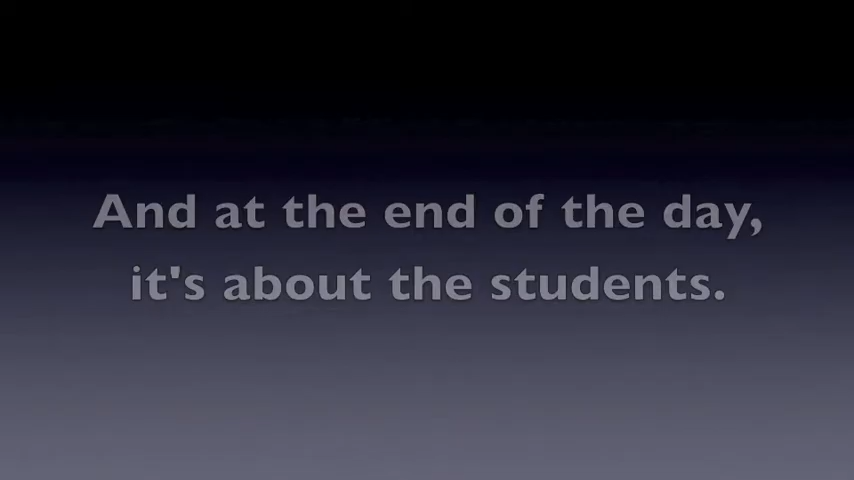 And at the end of the day,
it's about the students.